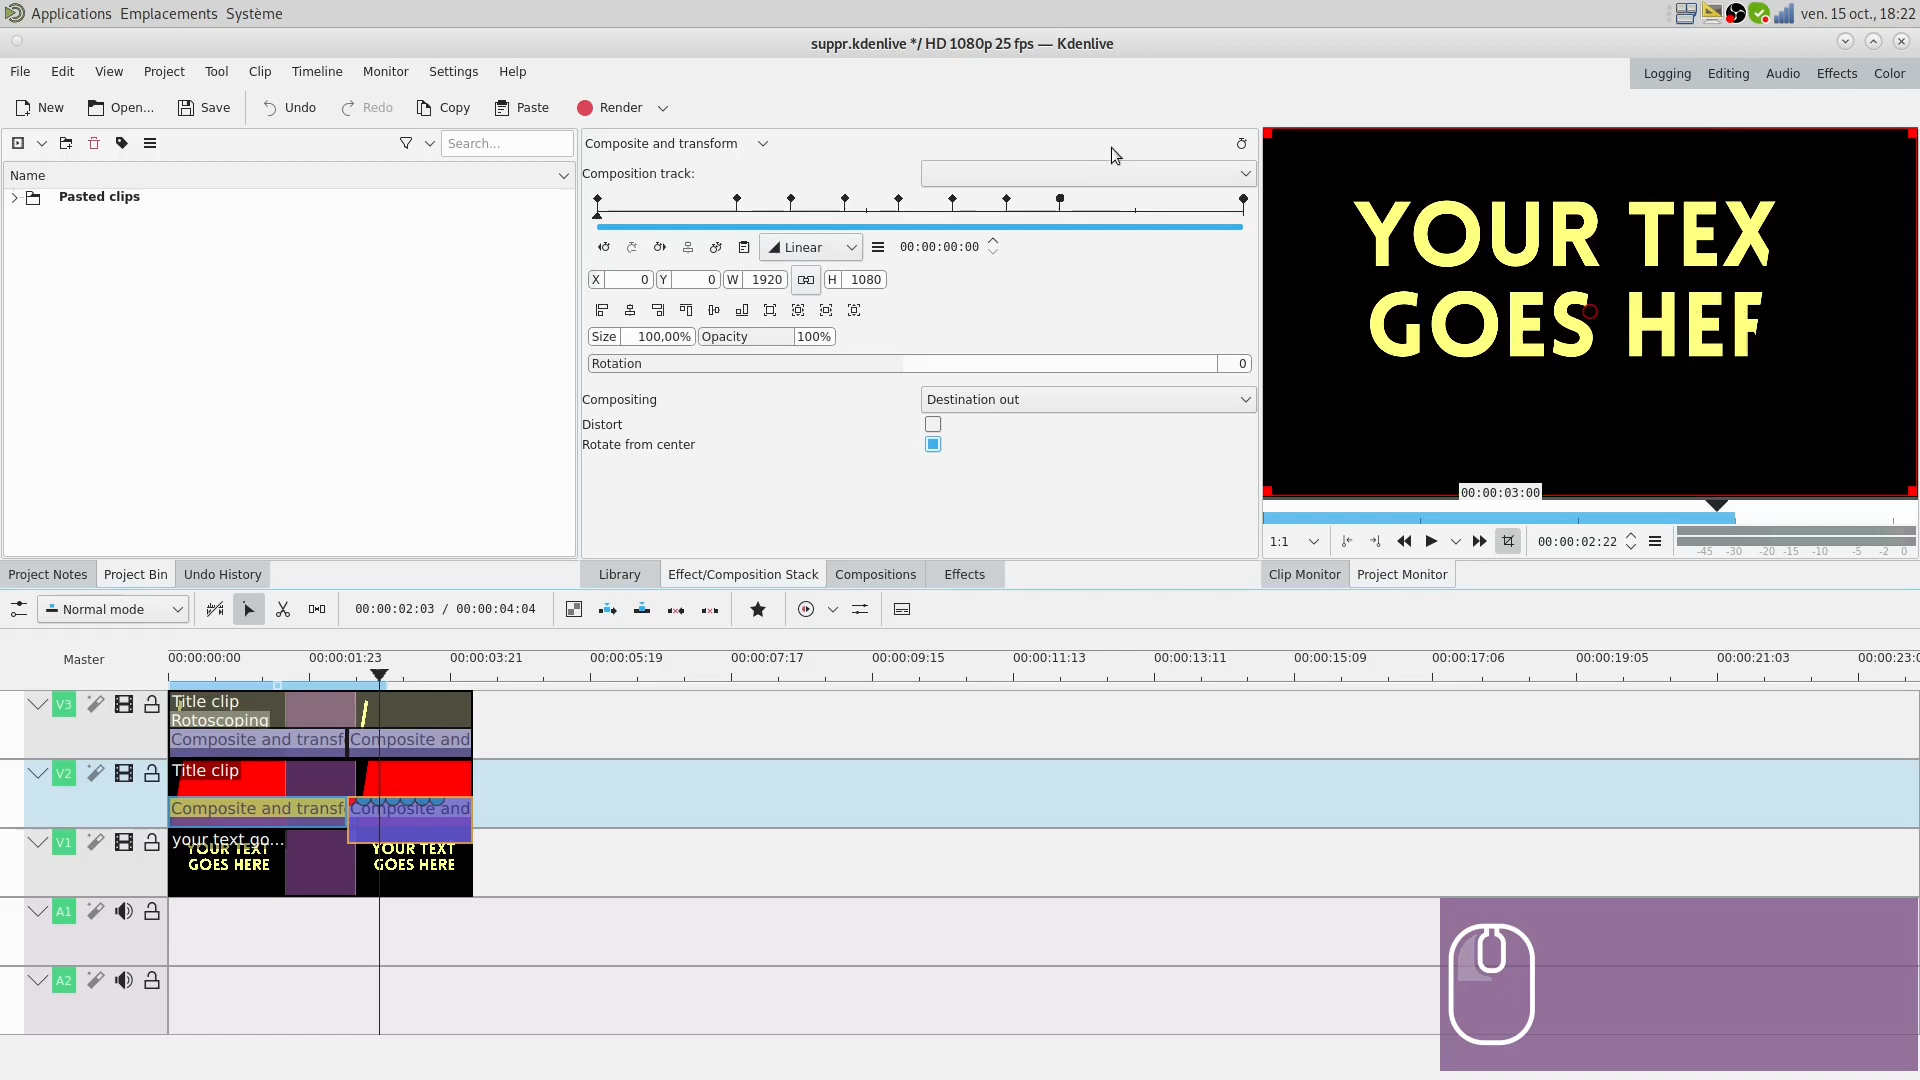 Applications Emplacements Système
ven. 15 oct., 18:22
suppr.kdenlive */ HD 1080p 25 fps — Kdenlive
File Edit View Project Tool Clip Timeline Monitor Settings Help
Logging Editing Audio Effects Color
New Open... Save Undo Redo Copy Paste Render
Search...
Composite and transform
Name
Composition track:
Pasted clips
Linear 00:00:00:00
X 0 Y 0 W 1920 H 1080
Size 100,00% Opacity 100%
Rotation 0
Compositing Destination out
Distort
Rotate from center
YOUR TEX
GOES HE
00:00:03:00
1:1 00:00:02:22
-45 -30 -20 -15 -10 -5 -2 0
Project Notes Project Bin Undo History
Library Effect/Composition Stack Compositions Effects
Clip Monitor Project Monitor
Normal mode 00:00:02:03 / 00:00:04:04
Master
00:00:00:00 00:00:01:23 00:00:03:21 00:00:05:19 00:00:07:17 00:00:09:15 00:00:11:13 00:00:13:11 00:00:15:09 00:00:17:06 00:00:19:05 00:00:21:03 00:00:23:0
V3 Title clip
Rotoscoping
Composite and transf Composite and
V2 Title clip
Composite and transf Composite and
V1 your text go...
YOUR TEXT
GOES HERE
YOUR TEXT
GOES HERE
A1
A2